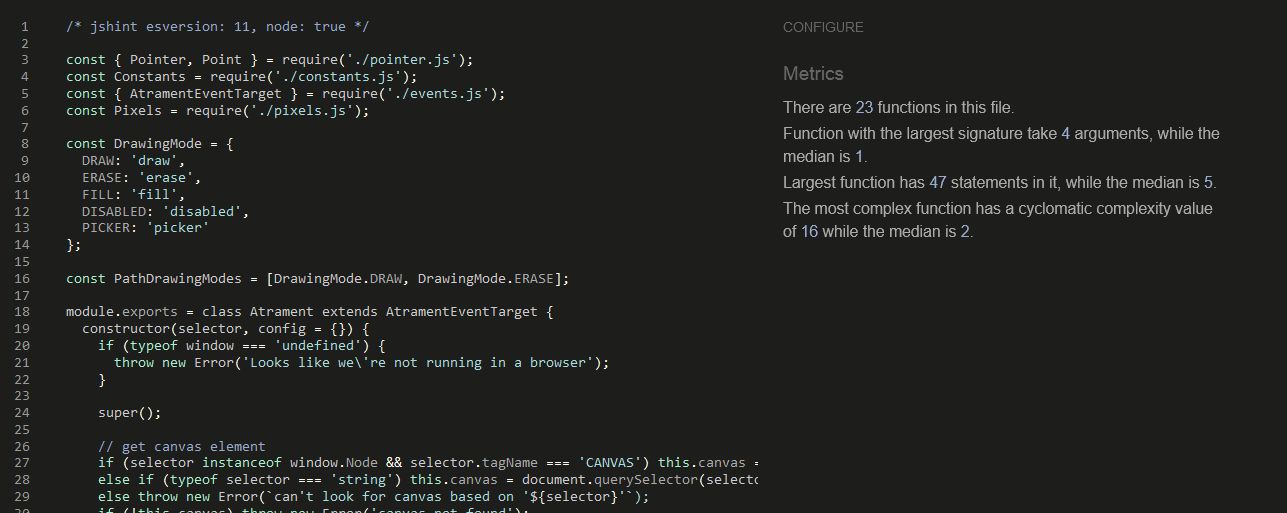 1 /* jshint esversion: 11, node: true */
2
3 const { Pointer, Point } = require('./pointer.js');
4 const Constants = require('./constants.js');
5 const { AtramentEventTarget } = require('./events.js');
6 const Pixels = require('./pixels.js');
7
8 const DrawingMode = {
9 DRAW: 'draw',
10 ERASE: 'erase',
11 FILL: 'fill',
12 DISABLED: 'disabled',
13 PICKER: 'picker'
14 };
15
16 const PathDrawingModes = [DrawingMode.DRAW, DrawingMode.ERASE];
17
18 module.exports = class Atrament extends AtramentEventTarget {
19 constructor(selector, config = {}) {
20 if (typeof window === 'undefined') {
21 throw new Error('Looks like we\'re not running in a browser');
22 }
23
24 super();
25
26 // get canvas element
27 if (selector instanceof window.Node && selector.tagName === 'CANVAS') this.canvas =
28 else if (typeof selector === 'string') this.canvas = document.querySelector(selecto
29 else throw new Error(`can't look for canvas based on '${selector}'`);
30 if (!this.canvas) throw new Error('canvas not found');
CONFIGURE
Metrics
There are 23 functions in this file.
Function with the largest signature take 4 arguments, while the
median is 1.
Largest function has 47 statements in it, while the median is 5.
The most complex function has a cyclomatic complexity value
of 16 while the median is 2.